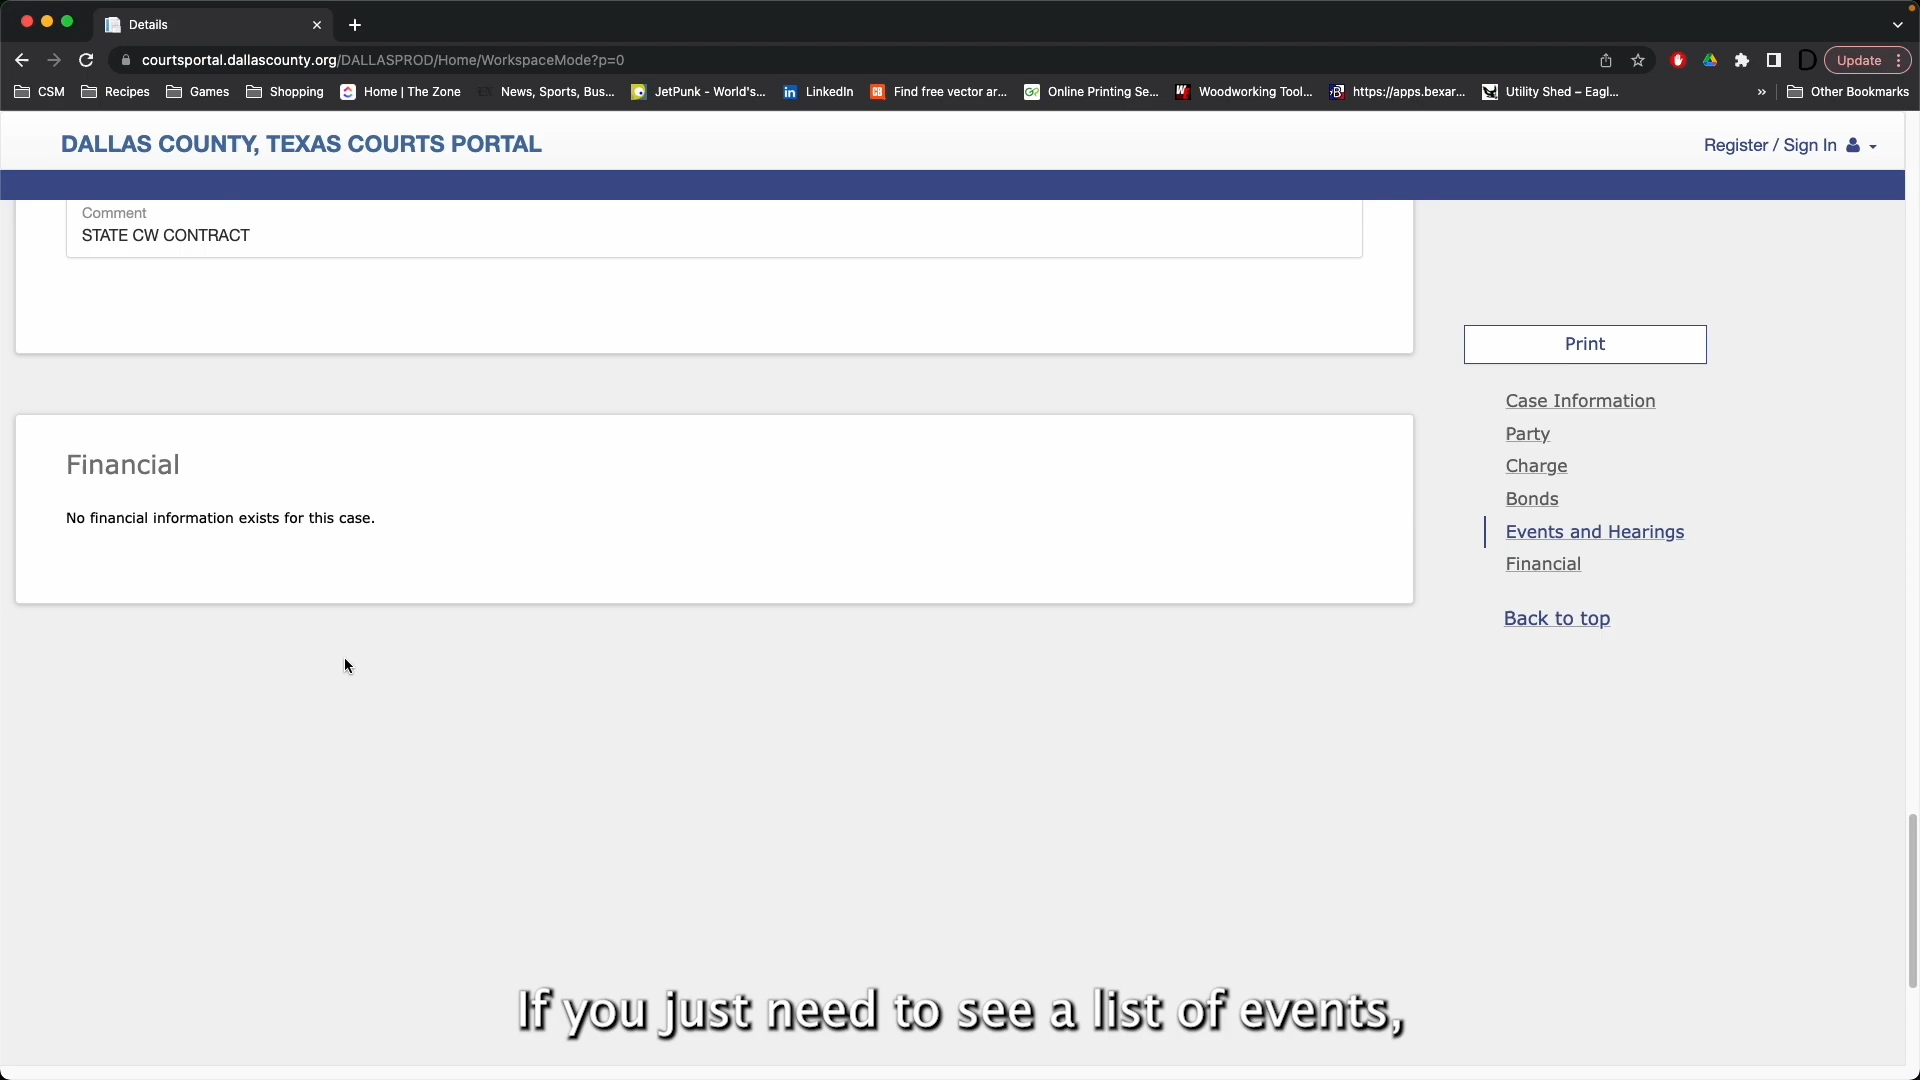 Details
courtsportal.dallascounty.org/DALLASPROD/Home/WorkspaceMode?p=0
Update
CSM
Recipes
Games
Shopping
Home | The Zone
News, Sports, Bus...
JetPunk - World's...
LinkedIn
Find free vector ar...
Online Printing Se...
Woodworking Tool...
https://apps.bexar...
Utility Shed – Eagl...
»
Other Bookmarks
DALLAS COUNTY, TEXAS COURTS PORTAL
Register / Sign In
Comment
STATE CW CONTRACT
Print
Case Information
Party
Charge
Bonds
Events and Hearings
Financial
Back to top
Financial
No financial information exists for this case.
If you just need to see a list of events,